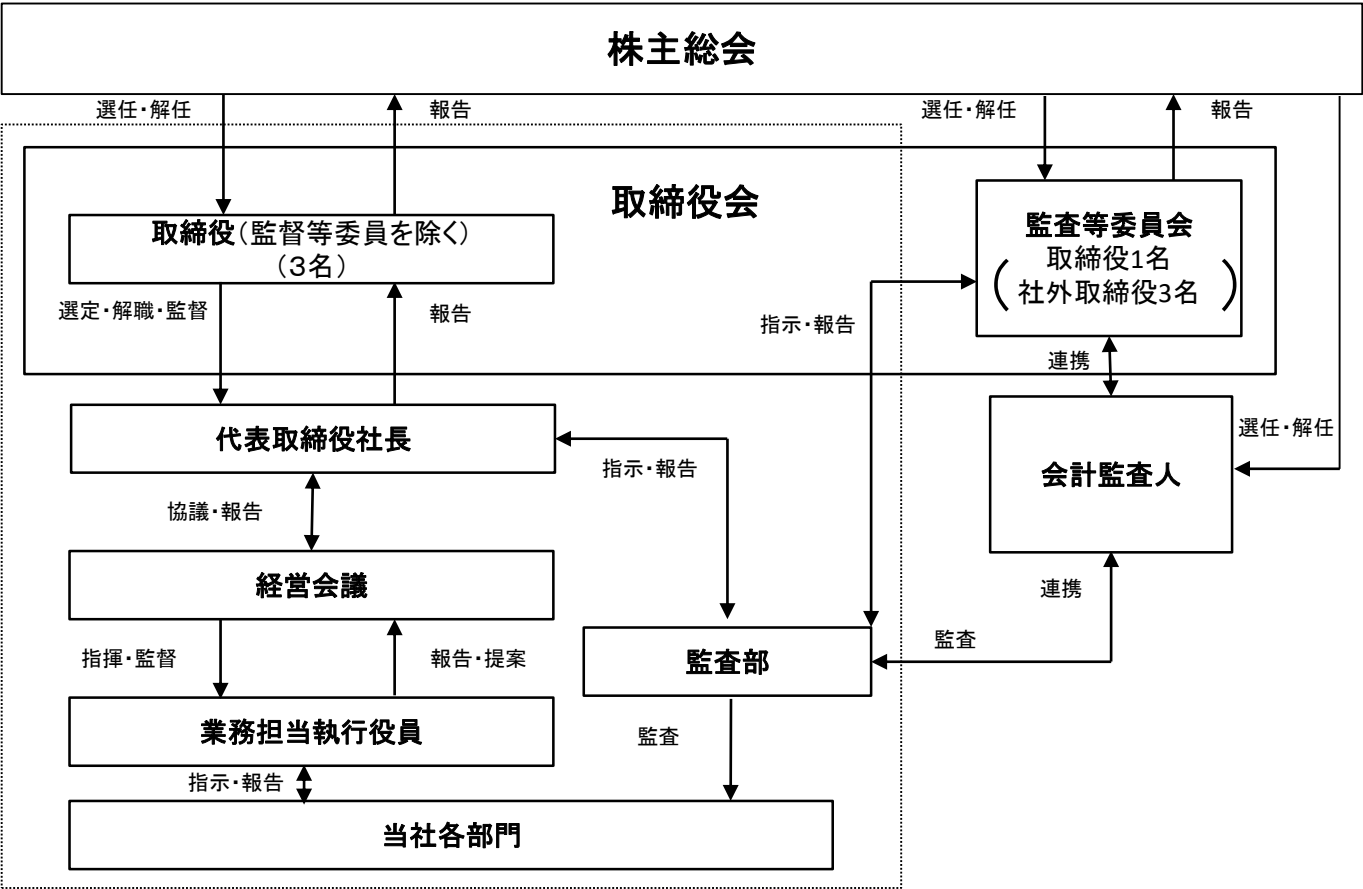 株主総会
選任・解任
報告
選任・解任
報告
取締役会
取締役(監督等委員を除く)
(3名)
監査等委員会
取締役1名
社外取締役3名
選定・解職・監督
報告
指示・報告
連携
代表取締役社長
指示・報告
会計監査人
選任・解任
協議・報告
経営会議
連携
指揮・監督
報告・提案
監査部
監査
業務担当執行役員
監査
指示・報告
当社各部門